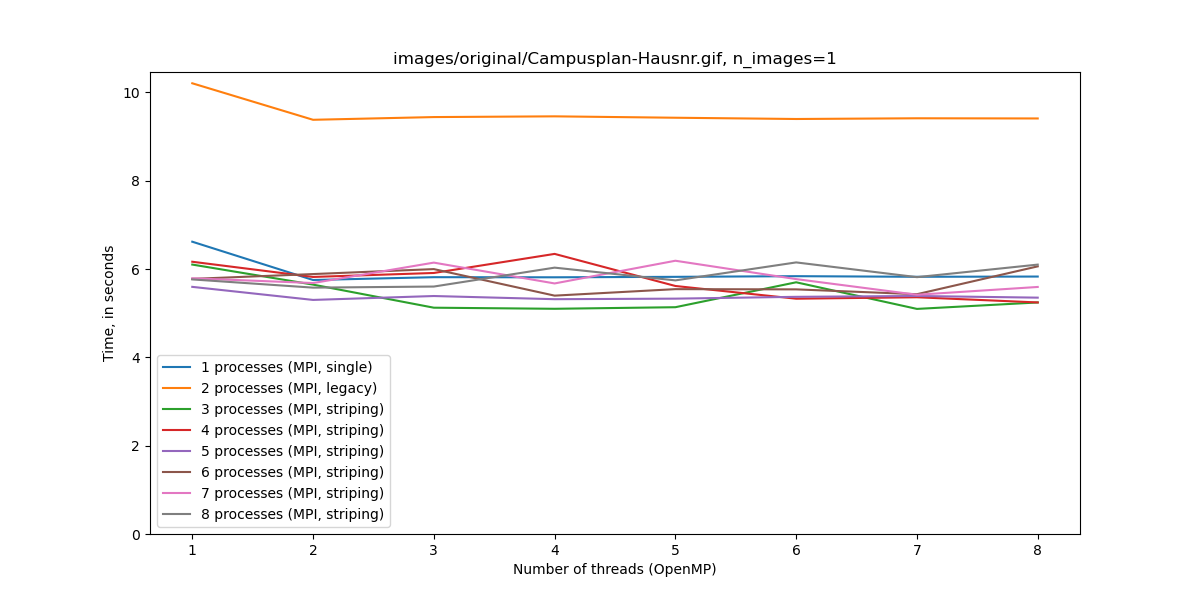 images/original/Campusplan-Hausnr.gif, n_images=1
10
8
6
4
2
0
Time, in seconds
1 processes (MPI, single)
2 processes (MPI, legacy)
3 processes (MPI, striping)
4 processes (MPI, striping)
5 processes (MPI, striping)
6 processes (MPI, striping)
7 processes (MPI, striping)
8 processes (MPI, striping)
1 2 3 4 5 6 7 8
Number of threads (OpenMP)